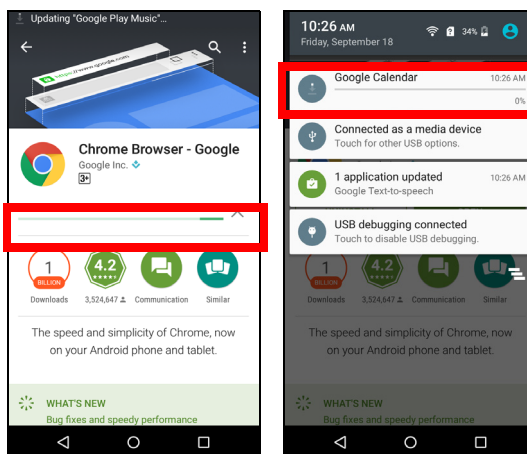 Updating "Google Play Music"...
https://www.google.com
Chrome Browser - Google
Google Inc.
3+
1
BILLION
4.2
Downloads
3,524,647
Communication
Similar
The speed and simplicity of Chrome, now
on your Android phone and tablet.
WHAT'S NEW
Bug fixes and speedy performance
10:26 AM
Friday, September 18
34%
Google Calendar
10:26 AM
0%
Connected as a media device
Touch for other USB options.
1 application updated
10:26 AM
Google Text-to-speech
USB debugging connected
Touch to disable USB debugging.
1
BILLION
4.2
Downloads
3,524,647
Communication
Similar
The speed and simplicity of Chrome, now
on your Android phone and tablet.
WHAT'S NEW
Bug fixes and speedy performance